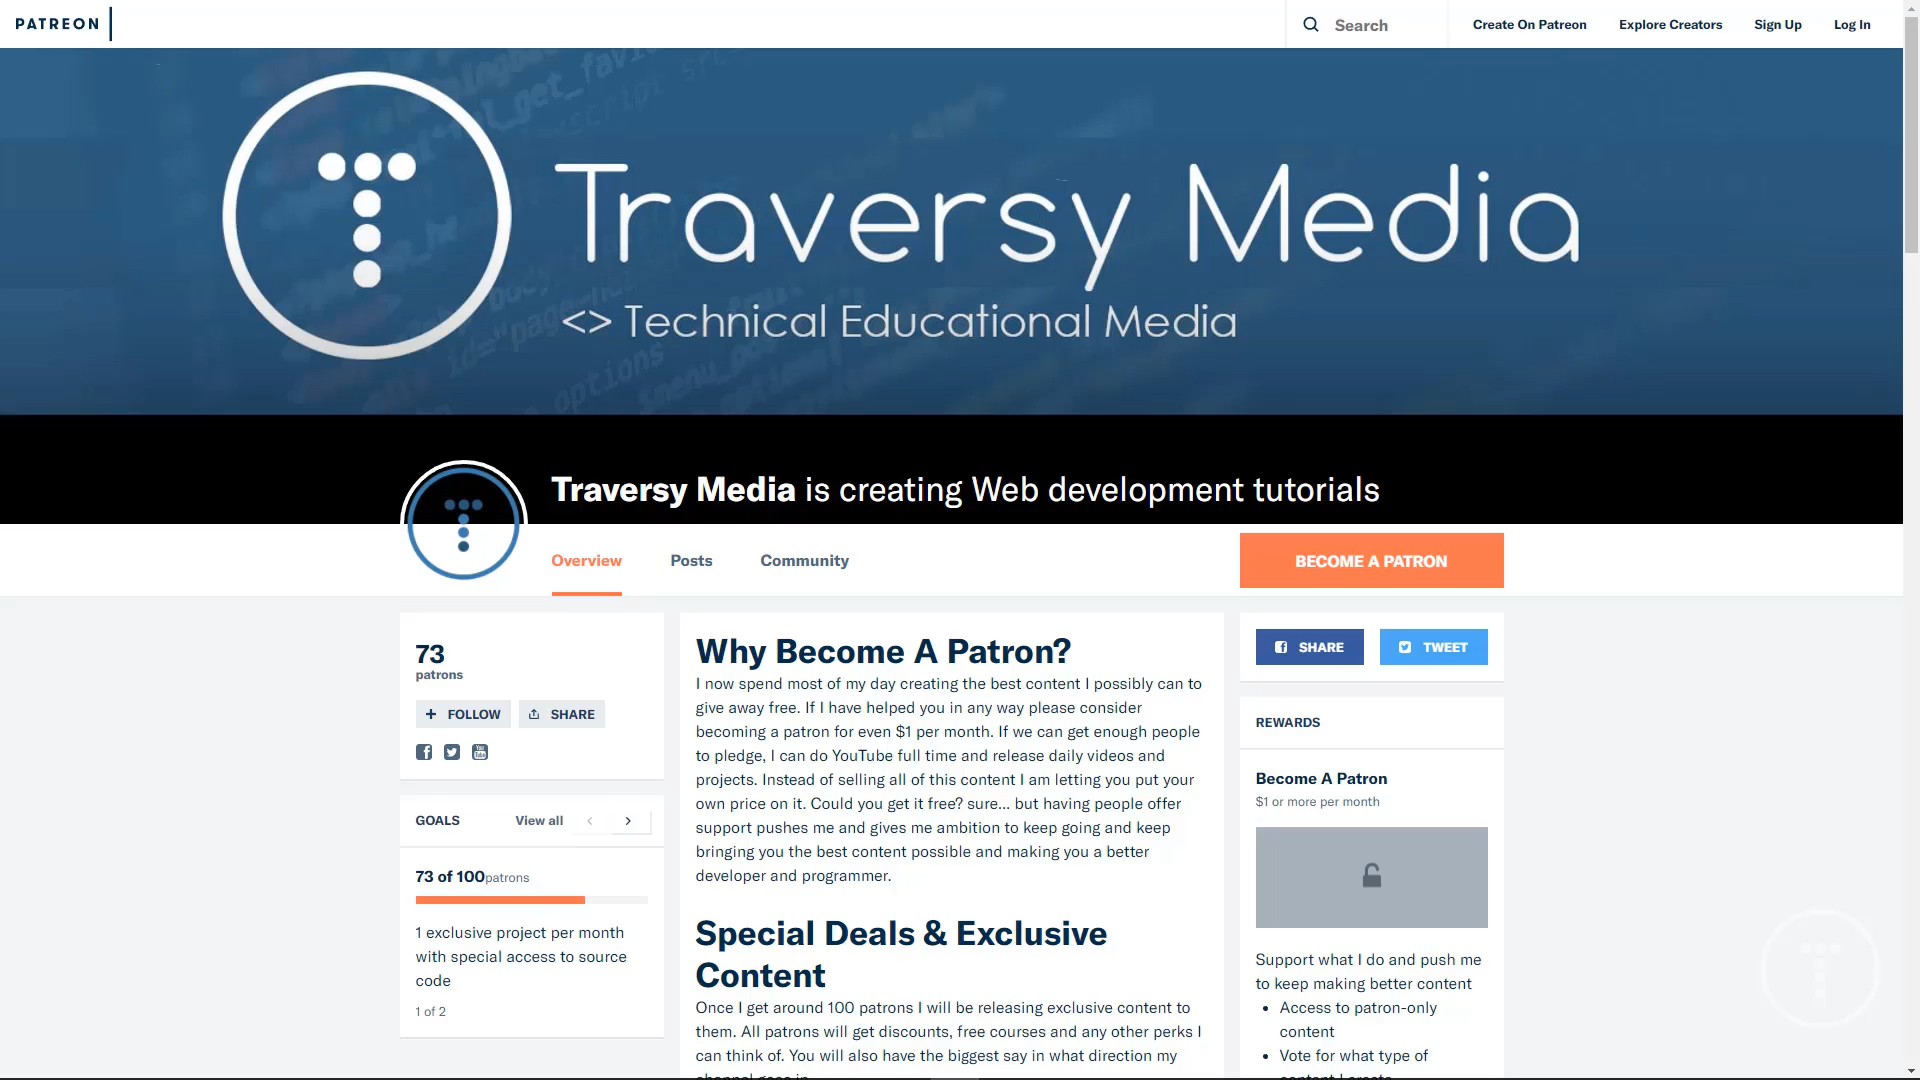 PATREON
Search
Create On Patreon
Explore Creators
Sign Up
Log In
Traversy Media
<> Technical Educational Media
Traversy Media is creating Web development tutorials
Overview
Posts
Community
BECOME A PATRON
73
patrons
FOLLOW
SHARE
GOALS
View all
73 of 100 patrons
1 exclusive project per month
with special access to source
code
1 of 2
Why Become A Patron?
I now spend most of my day creating the best content I possibly can to
give away free. If I have helped you in any way please consider
becoming a patron for even $1 per month. If we can get enough people
to pledge, I can do YouTube full time and release daily videos and
projects. Instead of selling all of this content I am letting you put your
own price on it. Could you get it free? sure... but having people offer
support pushes me and gives me ambition to keep going and keep
bringing you the best content possible and making you a better
developer and programmer.
Special Deals & Exclusive
Content
Once I get around 100 patrons I will be releasing exclusive content to
them. All patrons will get discounts, free courses and any other perks I
can think of. You will also have the biggest say in what direction my
channel goes in
SHARE
TWEET
REWARDS
Become A Patron
$1 or more per month
Support what I do and push me
to keep making better content
Access to patron-only
content
Vote for what type of
content I create